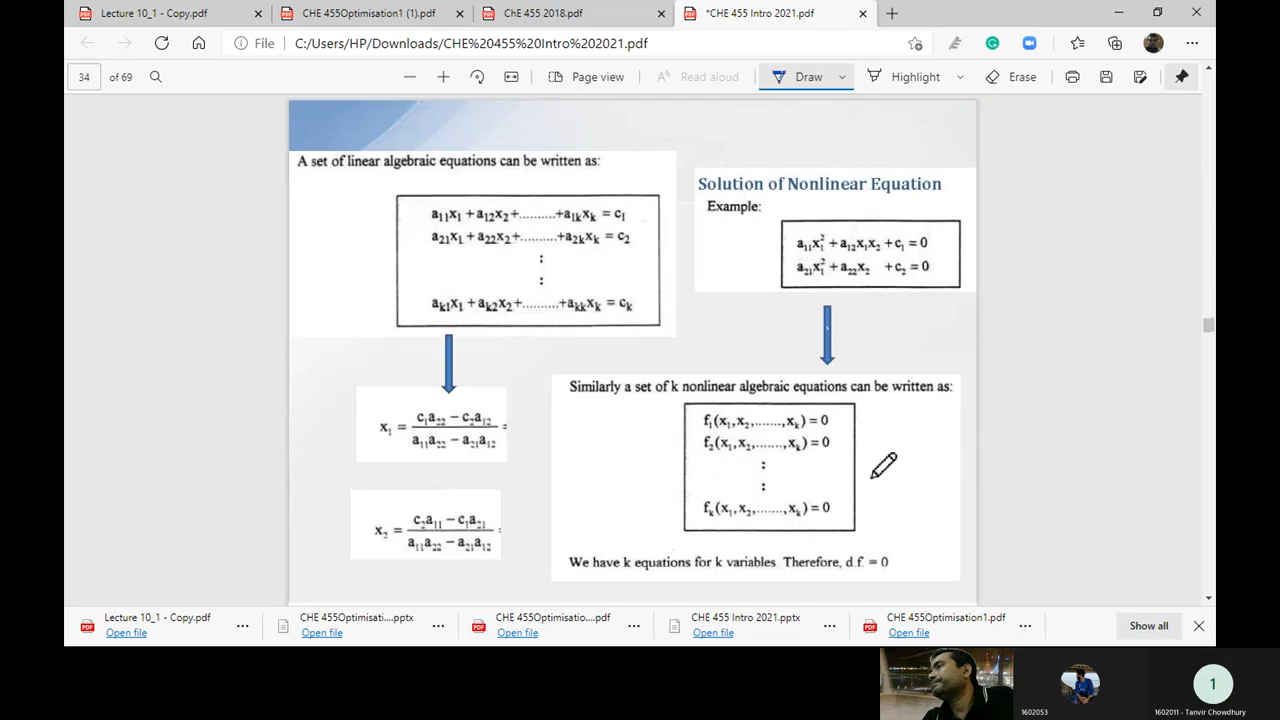 Lecture 10_1 - Copy.pdf
CHE 455Optimisation1 (1).pdf
ChE 455 2018.pdf
*CHE 455 Intro 2021.pdf
File
C:/Users/HP/Downloads/CHE%20455%20Intro%202021.pdf
34 of 69
Page view
Read aloud
Draw
Highlight
Erase
A set of linear algebraic equations can be written as:
a₁₁x₁ + a₁₂x₂ +..........+a₁ₖxₖ = c₁
a₂₁x₁ + a₂₂x₂ +..........+a₂ₖxₖ = c₂
:
:
aₖ₁x₁ + aₖ₂x₂ +..........+aₖₖxₖ = cₖ
x₁ = (c₁a₂₂ − c₂a₁₂) / (a₁₁a₂₂ − a₂₁a₁₂) =
x₂ = (c₂a₁₁ − c₁a₂₁) / (a₁₁a₂₂ − a₂₁a₁₂) :
Solution of Nonlinear Equation
Example:
a₁₁x₁² + a₁₂x₁x₂ + c₁ = 0
a₂₁x₁² + a₂₂x₂ + c₂ = 0
Similarly a set of k nonlinear algebraic equations can be written as:
f₁(x₁,x₂,.......,xₖ) = 0
f₂(x₁,x₂,.......,xₖ) = 0
:
:
fₖ(x₁,x₂,.......,xₖ) = 0
We have k equations for k variables. Therefore, d.f. = 0
Lecture 10_1 - Copy.pdf
Open file
CHE 455Optimisati....pptx
Open file
CHE 455Optimisatio....pdf
Open file
CHE 455 Intro 2021.pptx
Open file
CHE 455Optimisation1.pdf
Open file
Show all
1602053
1
1602011 - Tanvir Chowdhury